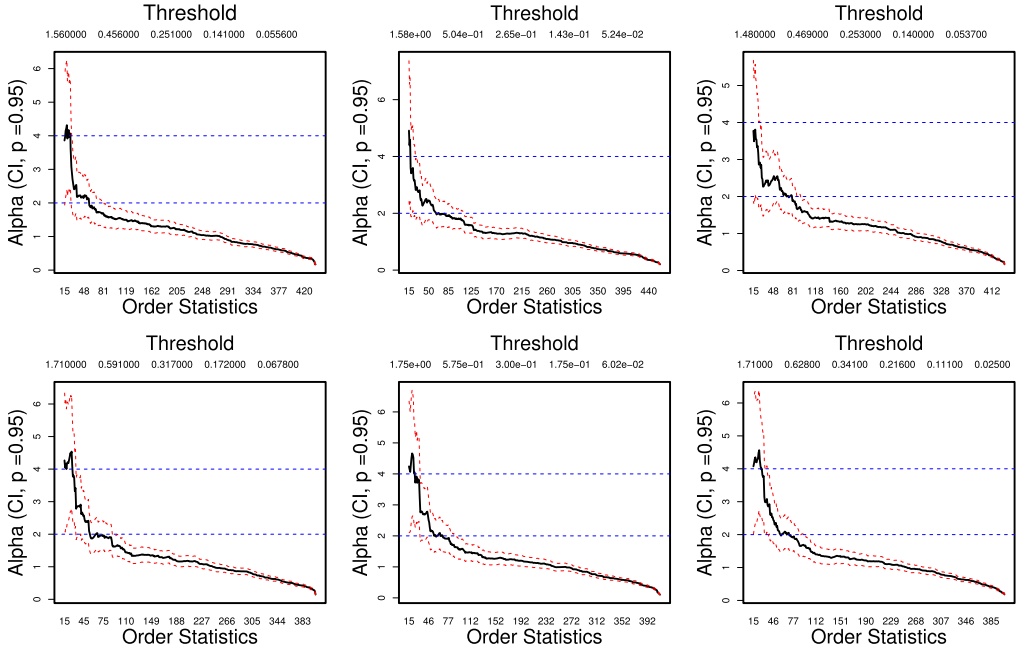 Threshold
1.560000 0.456000 0.251000 0.141000 0.055600
Alpha (CI, p =0.95)
0 1 2 3 4 5 6
15 48 81 119 162 205 248 291 334 377 420
Order Statistics
Threshold
1.58e+00 5.04e-01 2.65e-01 1.43e-01 5.24e-02
Alpha (CI, p =0.95)
0 2 4 6
15 50 85 125 170 215 260 305 350 395 440
Order Statistics
Threshold
1.480000 0.469000 0.253000 0.140000 0.053700
Alpha (CI, p =0.95)
0 1 2 3 4 5
15 48 81 118 160 202 244 286 328 370 412
Order Statistics
Threshold
1.710000 0.591000 0.317000 0.172000 0.067800
Alpha (CI, p =0.95)
0 1 2 3 4 5 6
15 45 75 110 149 188 227 266 305 344 383
Order Statistics
Threshold
1.75e+00 5.75e-01 3.00e-01 1.75e-01 6.02e-02
Alpha (CI, p =0.95)
0 1 2 3 4 5 6
15 46 77 112 152 192 232 272 312 352 392
Order Statistics
Threshold
1.71000 0.62800 0.34100 0.21600 0.11100 0.02500
Alpha (CI, p =0.95)
0 1 2 3 4 5 6
15 46 77 112 151 190 229 268 307 346 385
Order Statistics